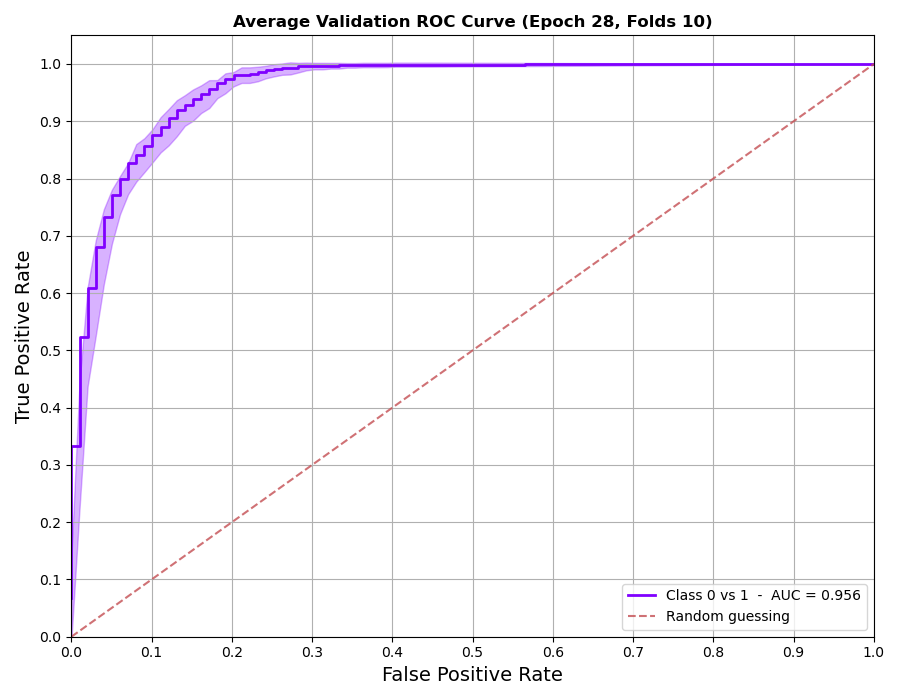 Average Validation ROC Curve (Epoch 28, Folds 10)
True Positive Rate
1.0
0.9
0.8
0.7
0.6
0.5
0.4
0.3
0.2
0.1
0.0
Class 0 vs 1 - AUC = 0.956
Random guessing
0.0 0.1 0.2 0.3 0.4 0.5 0.6 0.7 0.8 0.9 1.0
False Positive Rate